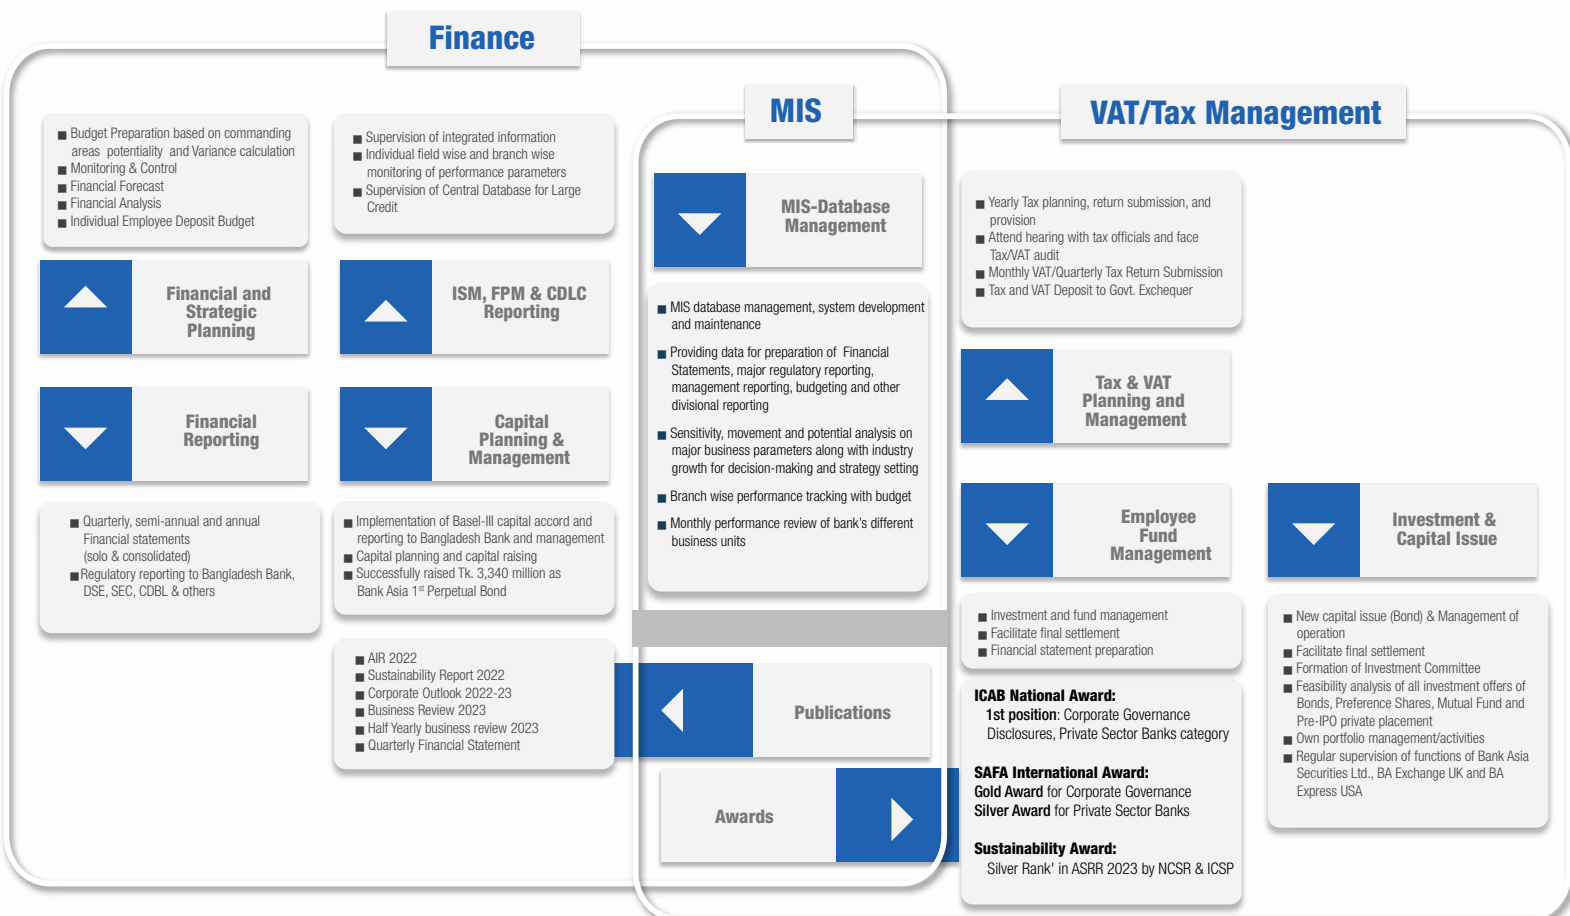 Finance
MIS
VAT/Tax Management
■ Budget Preparation based on commanding
areas potentiality and Variance calculation
■ Monitoring & Control
■ Financial Forecast
■ Financial Analysis
■ Individual Employee Deposit Budget
■ Supervision of integrated information
■ Individual field wise and branch wise
monitoring of performance parameters
■ Supervision of Central Database for Large
Credit
Financial and
Strategic
Planning
ISM, FPM & CDLC
Reporting
Financial
Reporting
Capital
Planning &
Management
■ Quarterly, semi-annual and annual
Financial statements
(solo & consolidated)
■ Regulatory reporting to Bangladesh Bank,
DSE, SEC, CDBL & others
■ Implementation of Basel-III capital accord and
reporting to Bangladesh Bank and management
■ Capital planning and capital raising
■ Successfully raised Tk. 3,340 million as
Bank Asia 1st Perpetual Bond
■ AIR 2022
■ Sustainability Report 2022
■ Corporate Outlook 2022-23
■ Business Review 2023
■ Half Yearly business review 2023
■ Quarterly Financial Statement
MIS-Database
Management
■ MIS database management, system development
and maintenance
■ Providing data for preparation of Financial
Statements, major regulatory reporting,
management reporting, budgeting and other
divisional reporting
■ Sensitivity, movement and potential analysis on
major business parameters along with industry
growth for decision-making and strategy setting
■ Branch wise performance tracking with budget
■ Monthly performance review of bank's different
business units
Publications
Awards
■ Yearly Tax planning, return submission, and
provision
■ Attend hearing with tax officials and face
Tax/VAT audit
■ Monthly VAT/Quarterly Tax Return Submission
■ Tax and VAT Deposit to Govt. Exchequer
Tax & VAT
Planning and
Management
Employee
Fund
Management
■ Investment and fund management
■ Facilitate final settlement
■ Financial statement preparation
ICAB National Award:
1st position: Corporate Governance
Disclosures, Private Sector Banks category
SAFA International Award:
Gold Award for Corporate Governance
Silver Award for Private Sector Banks
Sustainability Award:
Silver Rank' in ASRR 2023 by NCSR & ICSP
Investment &
Capital Issue
■ New capital issue (Bond) & Management of
operation
■ Facilitate final settlement
■ Formation of Investment Committee
■ Feasibility analysis of all investment offers of
Bonds, Preference Shares, Mutual Fund and
Pre-IPO private placement
■ Own portfolio management/activities
■ Regular supervision of functions of Bank Asia
Securities Ltd., BA Exchange UK and BA
Express USA